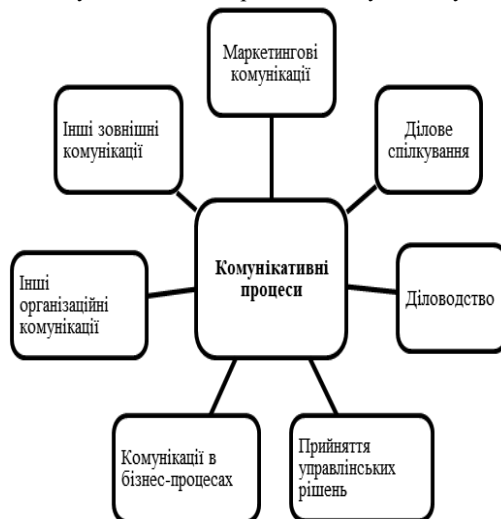 Маркетингові
комунікації
Інші зовнішні
комунікації
Ділове
спілкування
Комунікативні
процеси
Інші
організаційні
комунікації
Діловодство
Комунікації в
бізнес-процесах
Прийняття
управлінських
рішень